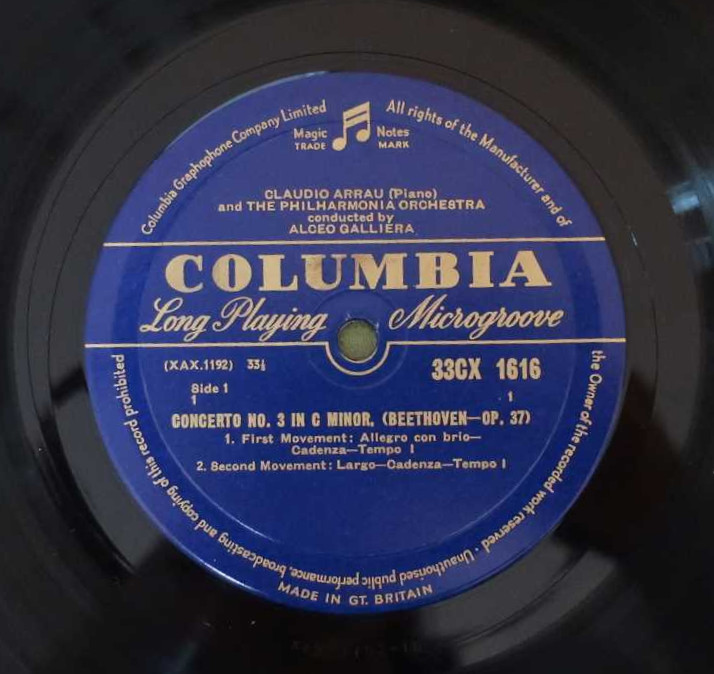 Columbia Graphophone Company Limited
All rights of the Manufacturer and of
the Owner of the recorded work reserved · Unauthorised public performance, broadcasting and copying of this record prohibited
Magic Notes
TRADE MARK
CLAUDIO ARRAU (Piano)
and THE PHILHARMONIA ORCHESTRA
conducted by
ALCEO GALLIERA
COLUMBIA
Long Playing Microgroove
(XAX.1192) 33⅓ 33CX 1616
Side 1
1 1
CONCERTO NO. 3 IN C MINOR, (BEETHOVEN—OP. 37)
1. First Movement: Allegro con brio—
Cadenza—Tempo I
2. Second Movement: Largo—Cadenza—Tempo I
MADE IN GT. BRITAIN